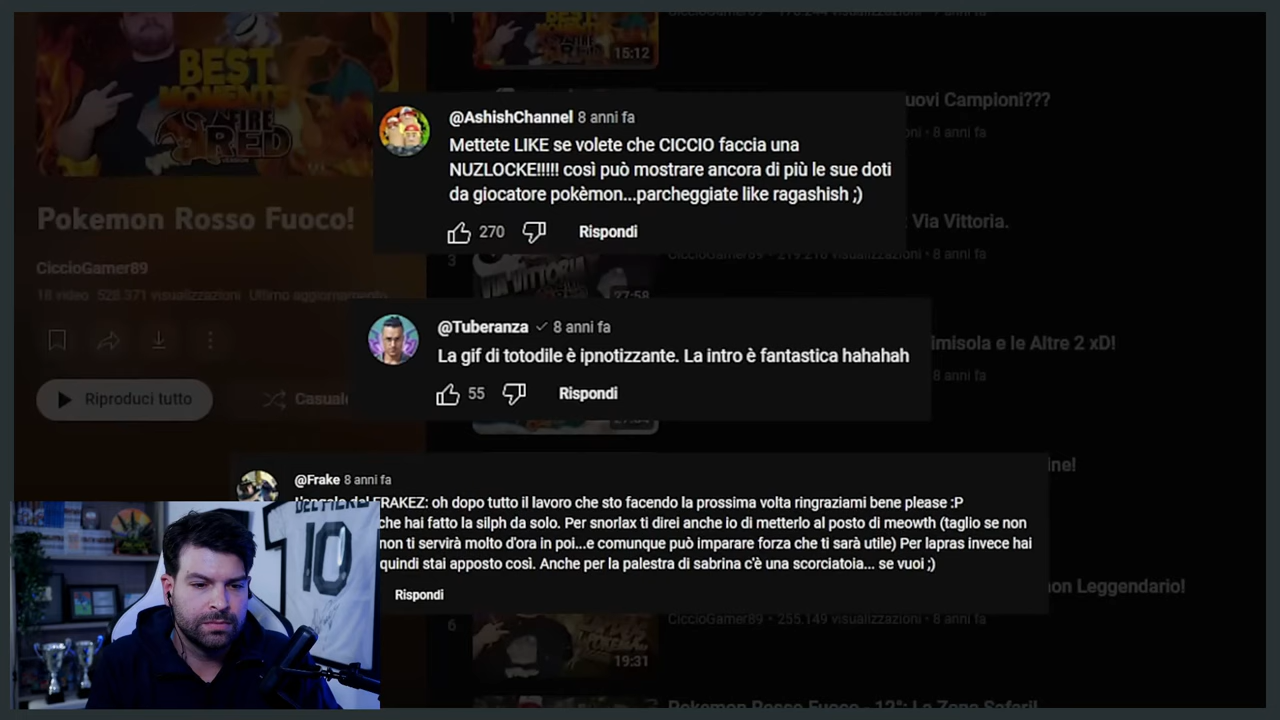 BEST
MOMENTS
FIRE
RED
15:12
uovi Campioni???
8 anni fa
@AshishChannel 8 anni fa
Mettete LIKE se volete che CICCIO faccia una
NUZLOCKE!!!!! così può mostrare ancora di più le sue doti
da giocatore pokèmon...parcheggiate like ragashish ;)
270 Rispondi
Pokemon Rosso Fuoco!
Via Vittoria.
CiccioGamer89
3
VIA VITTORIA
27:58
8 anni fa
18 video 528.371 visualizzazioni Ultimo aggiornamento
@Tuberanza 8 anni fa
La gif di totodile è ipnotizzante. La intro è fantastica hahahah
55 Rispondi
imisola e le Altre 2 xD!
8 anni fa
Riproduci tutto
Casuale
ine!
@Frake 8 anni fa
FRAKEZ: oh dopo tutto il lavoro che sto facendo la prossima volta ringraziami bene please :P
che hai fatto la silph da solo. Per snorlax ti direi anche io di metterlo al posto di meowth (taglio se non
non ti servirà molto d'ora in poi...e comunque può imparare forza che ti sarà utile) Per lapras invece hai
quindi stai apposto così. Anche per la palestra di sabrina c'è una scorciatoia... se vuoi ;)
Rispondi
on Leggendario!
CiccioGamer89 • 255.149 visualizzazioni • 8 anni fa
6
19:31
10
Pokemon Rosso Fuoco - 12°: La Zona Safari!